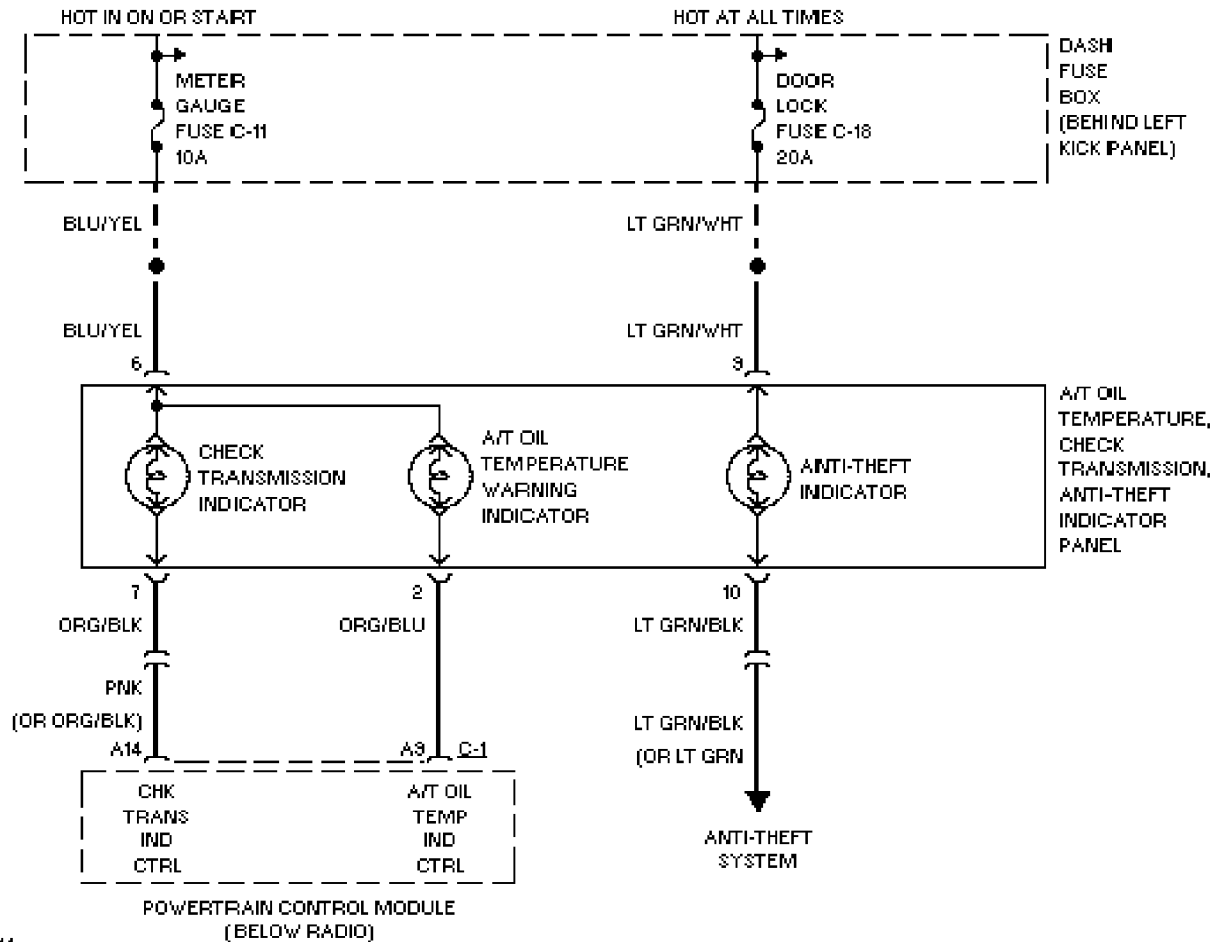 HOT IN ON OR START
HOT AT ALL TIMES
METER
GAUGE
FUSE C-11
10A
DOOR
LOCK
FUSE C-18
20A
DASH
FUSE
BOX
(BEHIND LEFT
KICK PANEL)
BLU/YEL
LT GRN/WHT
BLU/YEL
LT GRN/WHT
6
9
CHECK
TRANSMISSION
INDICATOR
A/T OIL
TEMPERATURE
WARNING
INDICATOR
ANTI-THEFT
INDICATOR
A/T OIL
TEMPERATURE,
CHECK
TRANSMISSION,
ANTI-THEFT
INDICATOR
PANEL
7
2
10
ORG/BLK
ORG/BLU
LT GRN/BLK
PNK
(OR ORG/BLK)
LT GRN/BLK
(OR LT GRN
A14
A9
C-1
CHK
TRANS
IND
CTRL
A/T OIL
TEMP
IND
CTRL
ANTI-THEFT
SYSTEM
POWERTRAIN CONTROL MODULE
(BELOW RADIO)